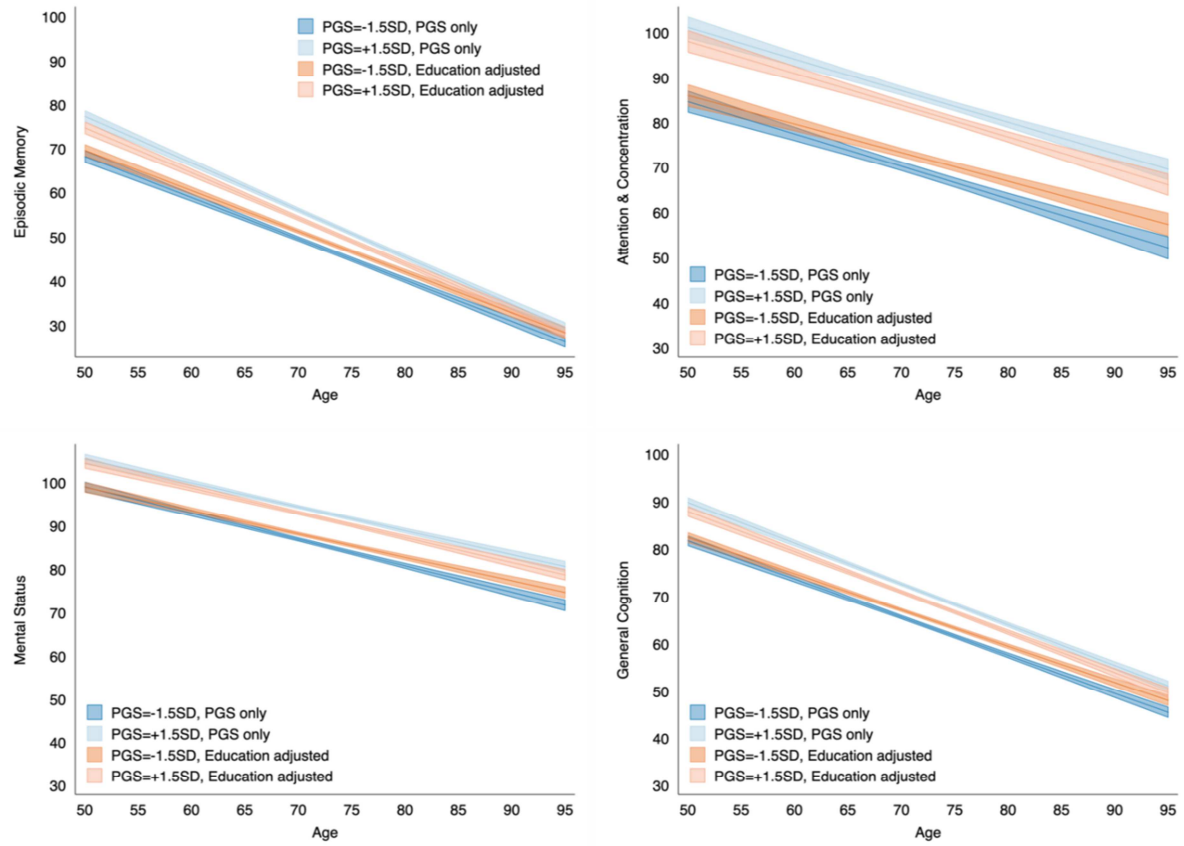 Episodic Memory
100
90
80
70
60
50
40
30
PGS=-1.5SD, PGS only
PGS=+1.5SD, PGS only
PGS=-1.5SD, Education adjusted
PGS=+1.5SD, Education adjusted
50 55 60 65 70 75 80 85 90 95
Age
Attention & Concentration
100
90
80
70
60
50
40
30
PGS=-1.5SD, PGS only
PGS=+1.5SD, PGS only
PGS=-1.5SD, Education adjusted
PGS=+1.5SD, Education adjusted
50 55 60 65 70 75 80 85 90 95
Age
Mental Status
100
90
80
70
60
50
40
30
PGS=-1.5SD, PGS only
PGS=+1.5SD, PGS only
PGS=-1.5SD, Education adjusted
PGS=+1.5SD, Education adjusted
50 55 60 65 70 75 80 85 90 95
Age
General Cognition
100
90
80
70
60
50
40
30
PGS=-1.5SD, PGS only
PGS=+1.5SD, PGS only
PGS=-1.5SD, Education adjusted
PGS=+1.5SD, Education adjusted
50 55 60 65 70 75 80 85 90 95
Age